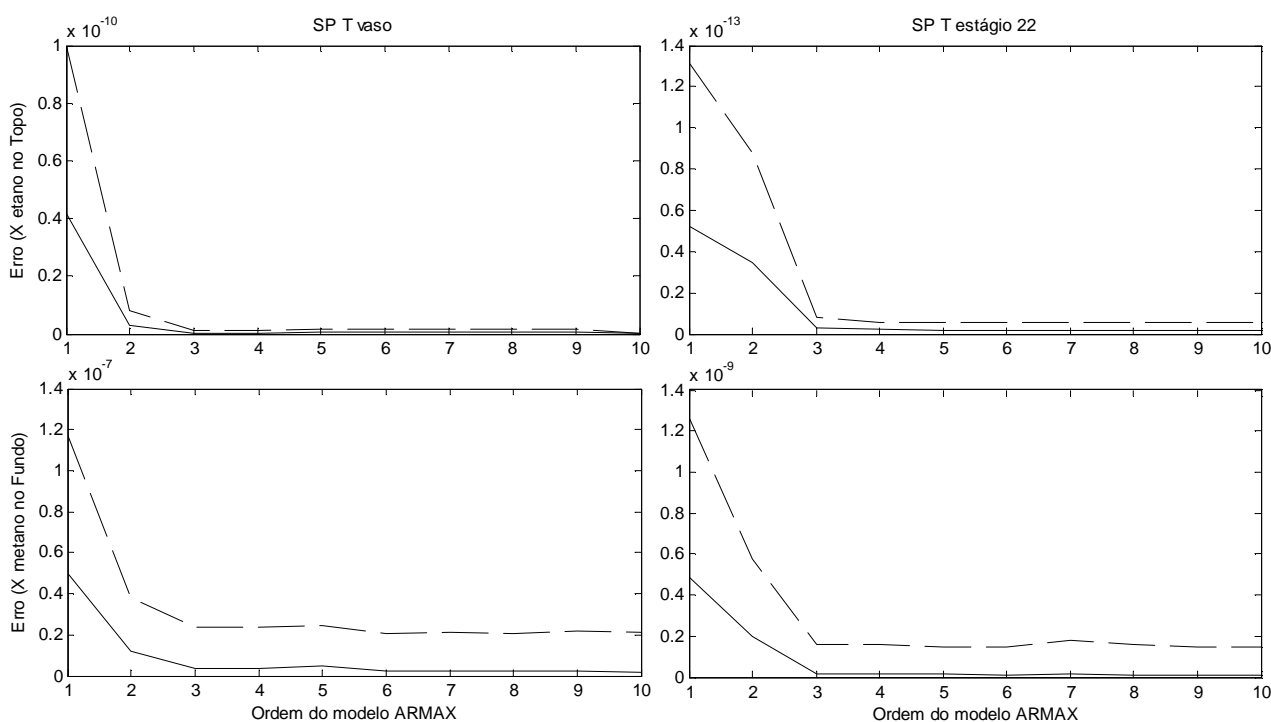 SP T vaso
SP T estágio 22
x 10-10
x 10-13
1
0.8
0.6
0.4
0.2
0
Erro (X etano no Topo)
1 2 3 4 5 6 7 8 9 10
1.4
1.2
1
0.8
0.6
0.4
0.2
0
1 2 3 4 5 6 7 8 9 10
x 10-7
x 10-9
1.4
1.2
1
0.8
0.6
0.4
0.2
0
Erro (X metano no Fundo)
1 2 3 4 5 6 7 8 9 10
Ordem do modelo ARMAX
1.4
1.2
1
0.8
0.6
0.4
0.2
0
1 2 3 4 5 6 7 8 9 10
Ordem do modelo ARMAX